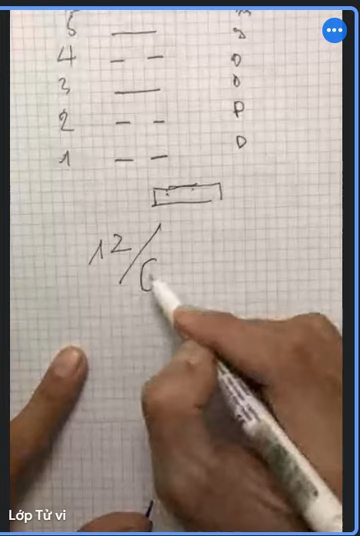 5 —— D
4 — — D
3 —— D
2 — — P
1 — — D
12/
Lớp Tử vi